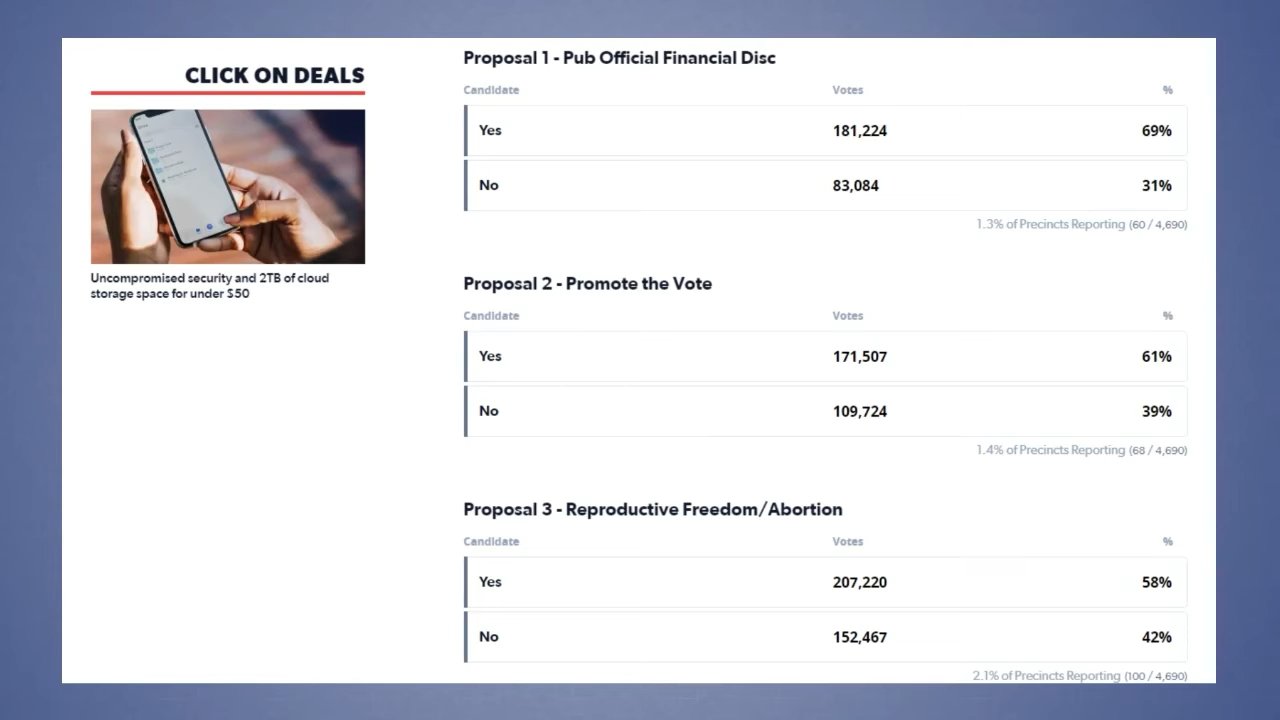 CLICK ON DEALS
Uncompromised security and 2TB of cloud
storage space for under $50
Proposal 1 - Pub Official Financial Disc
Candidate Votes %
Yes 181,224 69%
No 83,084 31%
1.3% of Precincts Reporting (60 / 4,690)
Proposal 2 - Promote the Vote
Candidate Votes %
Yes 171,507 61%
No 109,724 39%
1.4% of Precincts Reporting (68 / 4,690)
Proposal 3 - Reproductive Freedom/Abortion
Candidate Votes %
Yes 207,220 58%
No 152,467 42%
2.1% of Precincts Reporting (100 / 4,690)